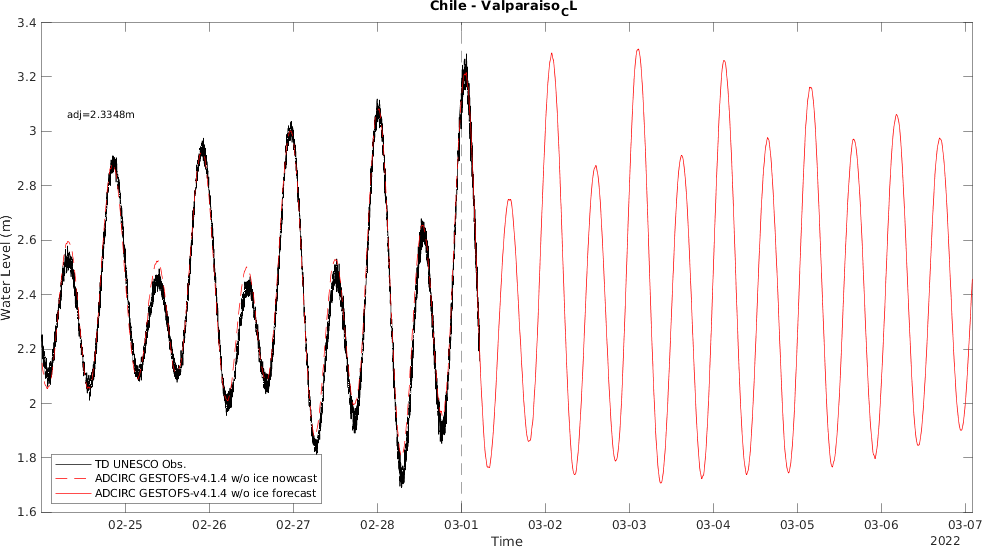 Chile - Valparaiso_CL
3.4
3.2
3
2.8
2.6
2.4
2.2
2
1.8
1.6
Water Level (m)
adj=2.3348m
TD UNESCO Obs.
ADCIRC GESTOFS-v4.1.4 w/o ice nowcast
ADCIRC GESTOFS-v4.1.4 w/o ice forecast
02-25 02-26 02-27 02-28 03-01 03-02 03-03 03-04 03-05 03-06 03-07
Time
2022